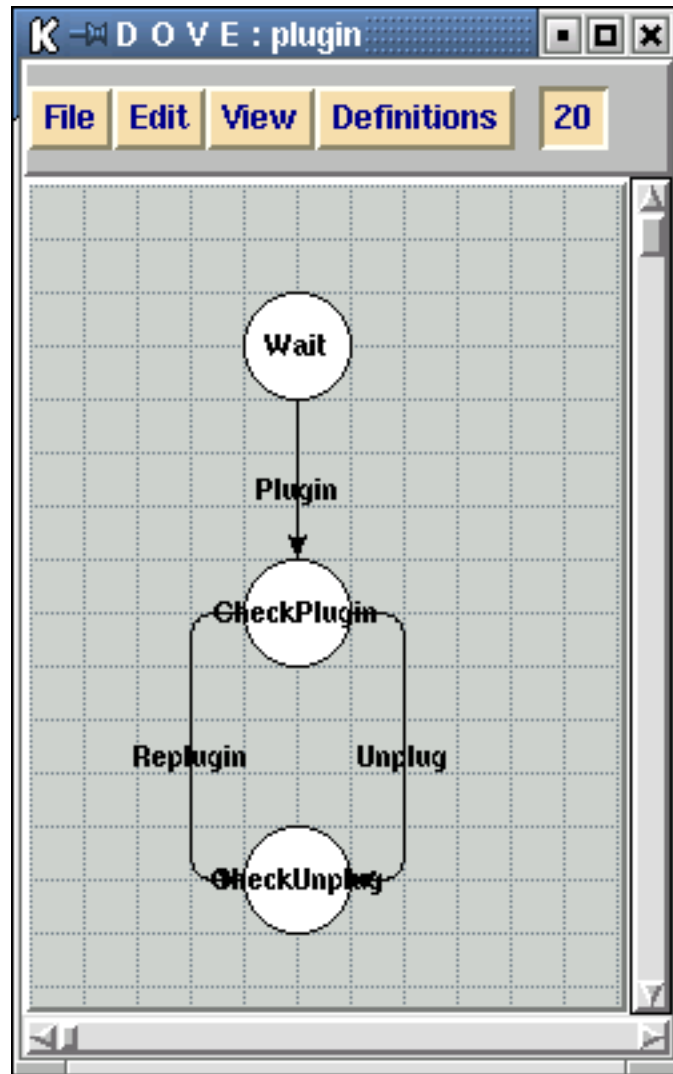 D O V E : plugin
File Edit View Definitions 20
Wait
Plugin
CheckPlugin
Replugin Unplug
CheckUnplug